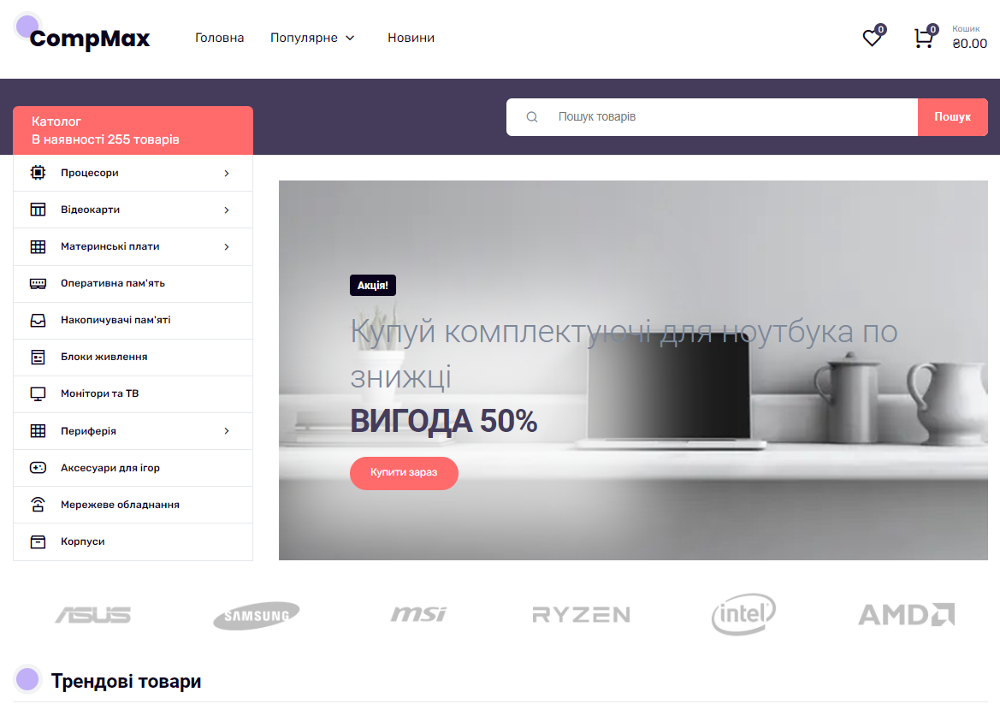 CompMax
Головна
Популярне
Новини
0
0
Кошик
₴0.00
Католог
В наявності 255 товарів
Пошук товарів
Пошук
Процесори
Відеокарти
Материнські плати
Оперативна пам'ять
Накопичувачі пам'яті
Блоки живлення
Монітори та ТВ
Периферія
Аксесуари для ігор
Мережеве обладнання
Корпуси
Акція!
Купуй комплектуючі для ноутбука по
знижці
ВИГОДА 50%
Купити зараз
ASUS
SAMSUNG
msi
RYZEN
intel
AMD
Трендові товари